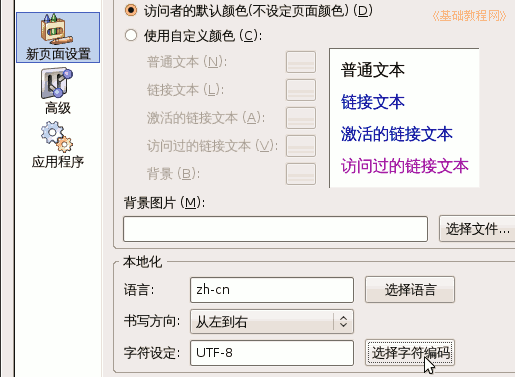 访问者的默认颜色(不设定页面颜色) (D)
《基础教程网》
使用自定义颜色 (C):
新页面设置
普通文本 (N):
普通文本
链接文本 (L):
链接文本
高级
激活的链接文本 (A):
激活的链接文本
应用程序
访问过的链接文本 (V):
访问过的链接文本
背景 (B):
背景图片 (M):
选择文件...
本地化
语言:
zh-cn
选择语言
书写方向:
从左到右
字符设定:
UTF-8
选择字符编码